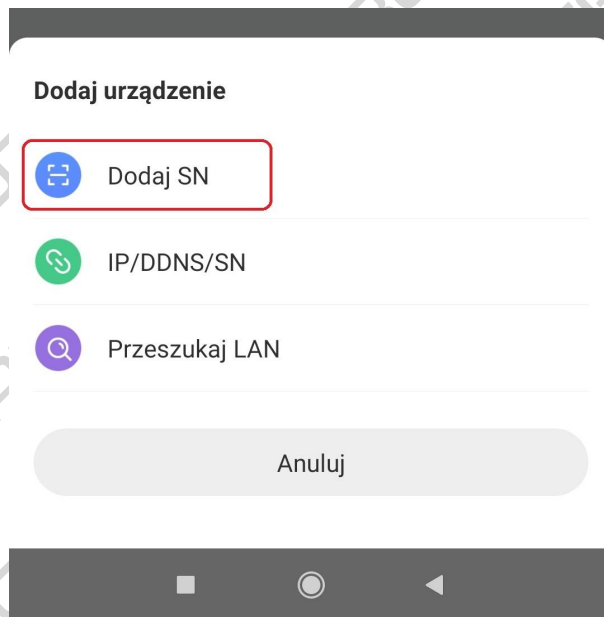 Dodaj urządzenie
Dodaj SN
IP/DDNS/SN
Przeszukaj LAN
Anuluj